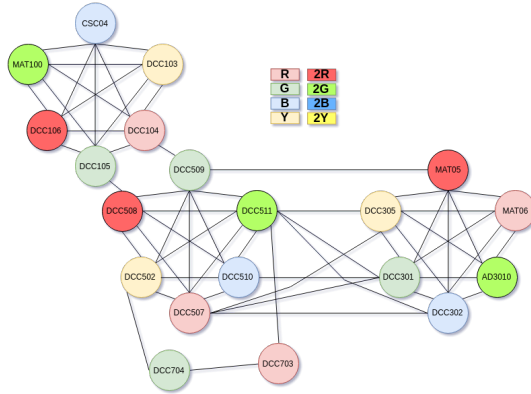 CSC04
MAT100
DCC103
DCC106
DCC104
DCC105
R 2R
G 2G
B 2B
Y 2Y
DCC509
MAT05
DCC508
DCC511
DCC305
MAT06
DCC502
DCC510
DCC301
AD3010
DCC507
DCC302
DCC704
DCC703